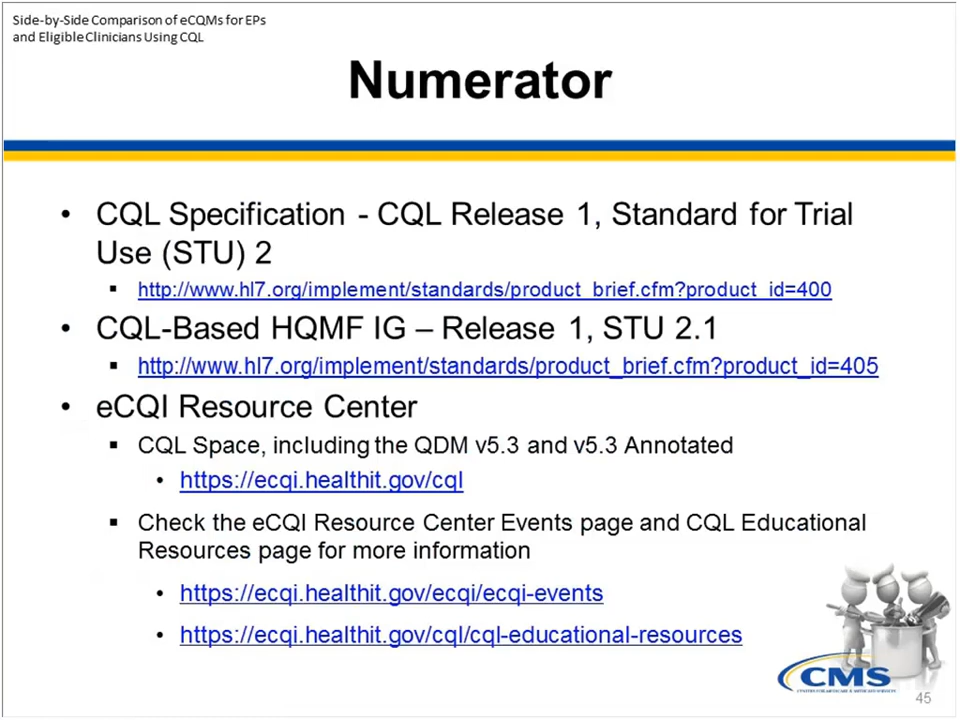 Side-by-Side Comparison of eCQMs for EPs
and Eligible Clinicians Using CQL
Numerator
• CQL Specification - CQL Release 1, Standard for Trial
Use (STU) 2
▪ http://www.hl7.org/implement/standards/product_brief.cfm?product_id=400
• CQL-Based HQMF IG – Release 1, STU 2.1
▪ http://www.hl7.org/implement/standards/product_brief.cfm?product_id=405
• eCQI Resource Center
▪ CQL Space, including the QDM v5.3 and v5.3 Annotated
• https://ecqi.healthit.gov/cql
▪ Check the eCQI Resource Center Events page and CQL Educational
Resources page for more information
• https://ecqi.healthit.gov/ecqi/ecqi-events
• https://ecqi.healthit.gov/cql/cql-educational-resources
CMS
CENTERS FOR MEDICARE & MEDICAID SERVICES
45